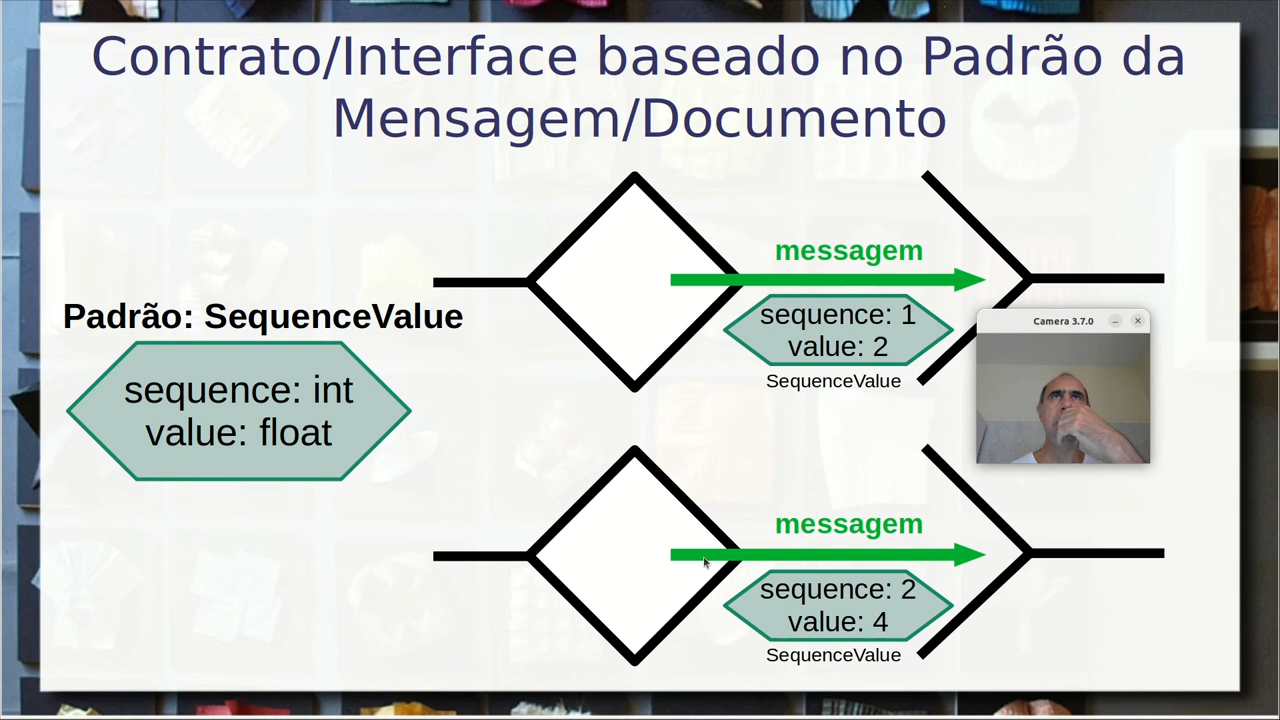 Contrato/Interface baseado no Padrão da
Mensagem/Documento
Padrão: SequenceValue
sequence: int
value: float
messagem
sequence: 1
value: 2
SequenceValue
Camera 3.7.0
messagem
sequence: 2
value: 4
SequenceValue